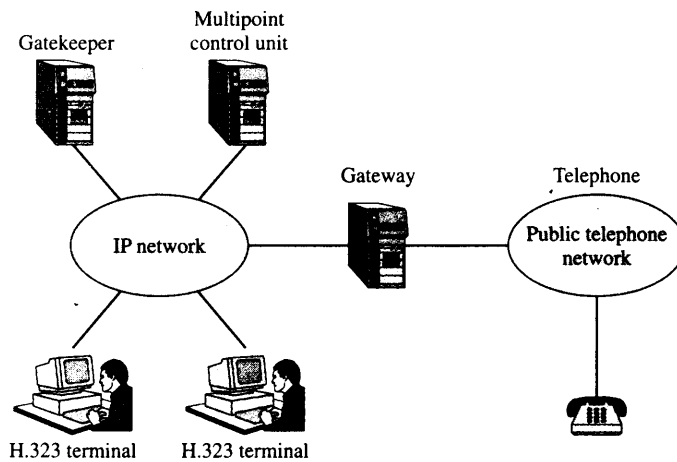 Multipoint
control unit
Gatekeeper
Gateway
Telephone
IP network
Public telephone
network
H.323 terminal
H.323 terminal